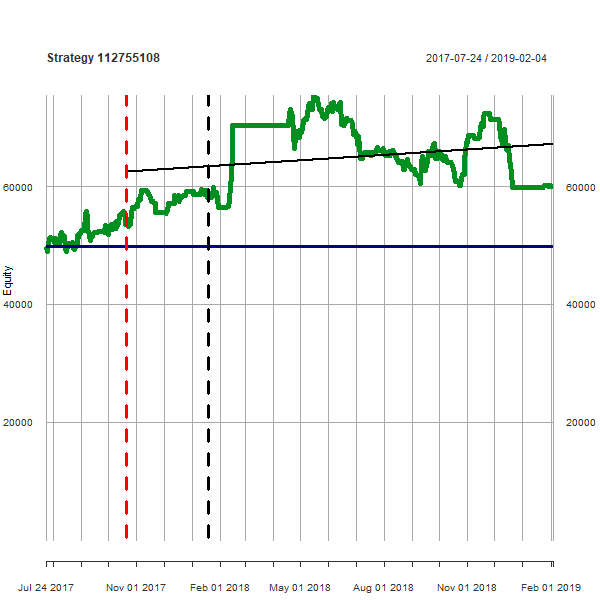 Strategy 112755108 2017-07-24 / 2019-02-04
60000 60000
Equity
40000 40000
20000 20000
Jul 24 2017 Nov 01 2017 Feb 01 2018 May 01 2018 Aug 01 2018 Nov 01 2018 Feb 01 2019